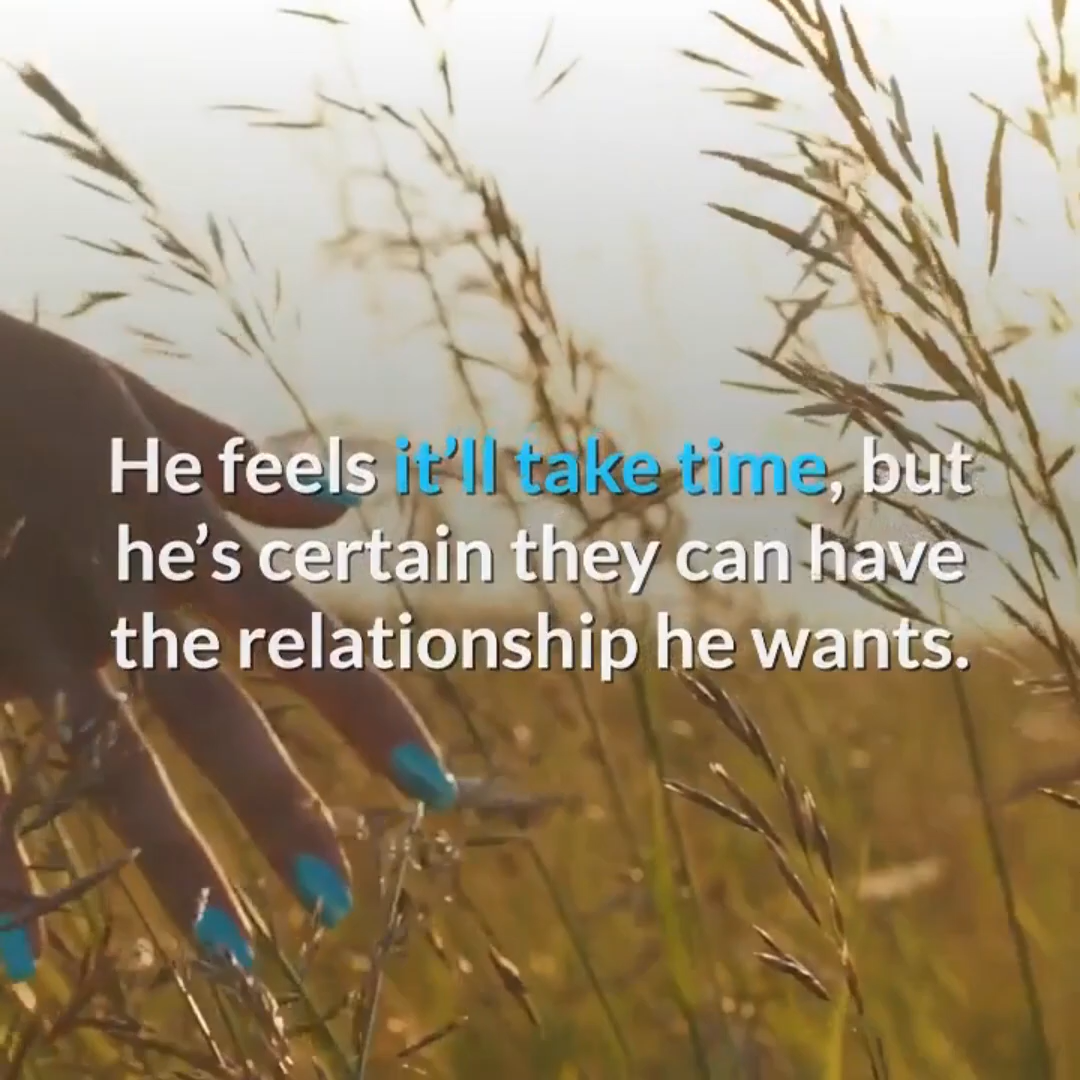 He feels it’ll take time, but
he’s certain they can have
the relationship he wants.